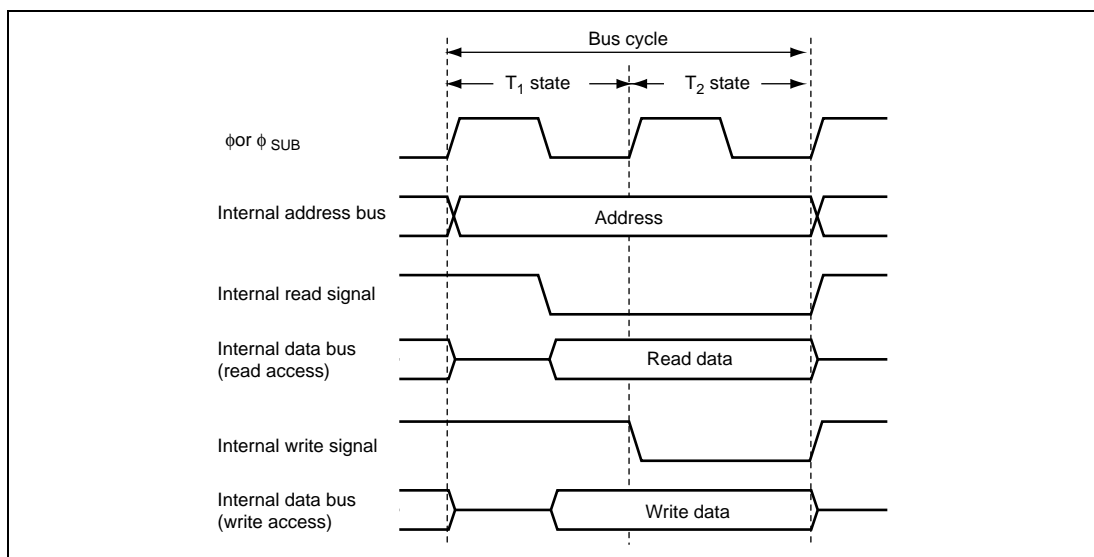 Bus cycle
T₁ state
T₂ state
ϕor ϕ SUB
Internal address bus
Address
Internal read signal
Internal data bus
(read access)
Read data
Internal write signal
Internal data bus
(write access)
Write data